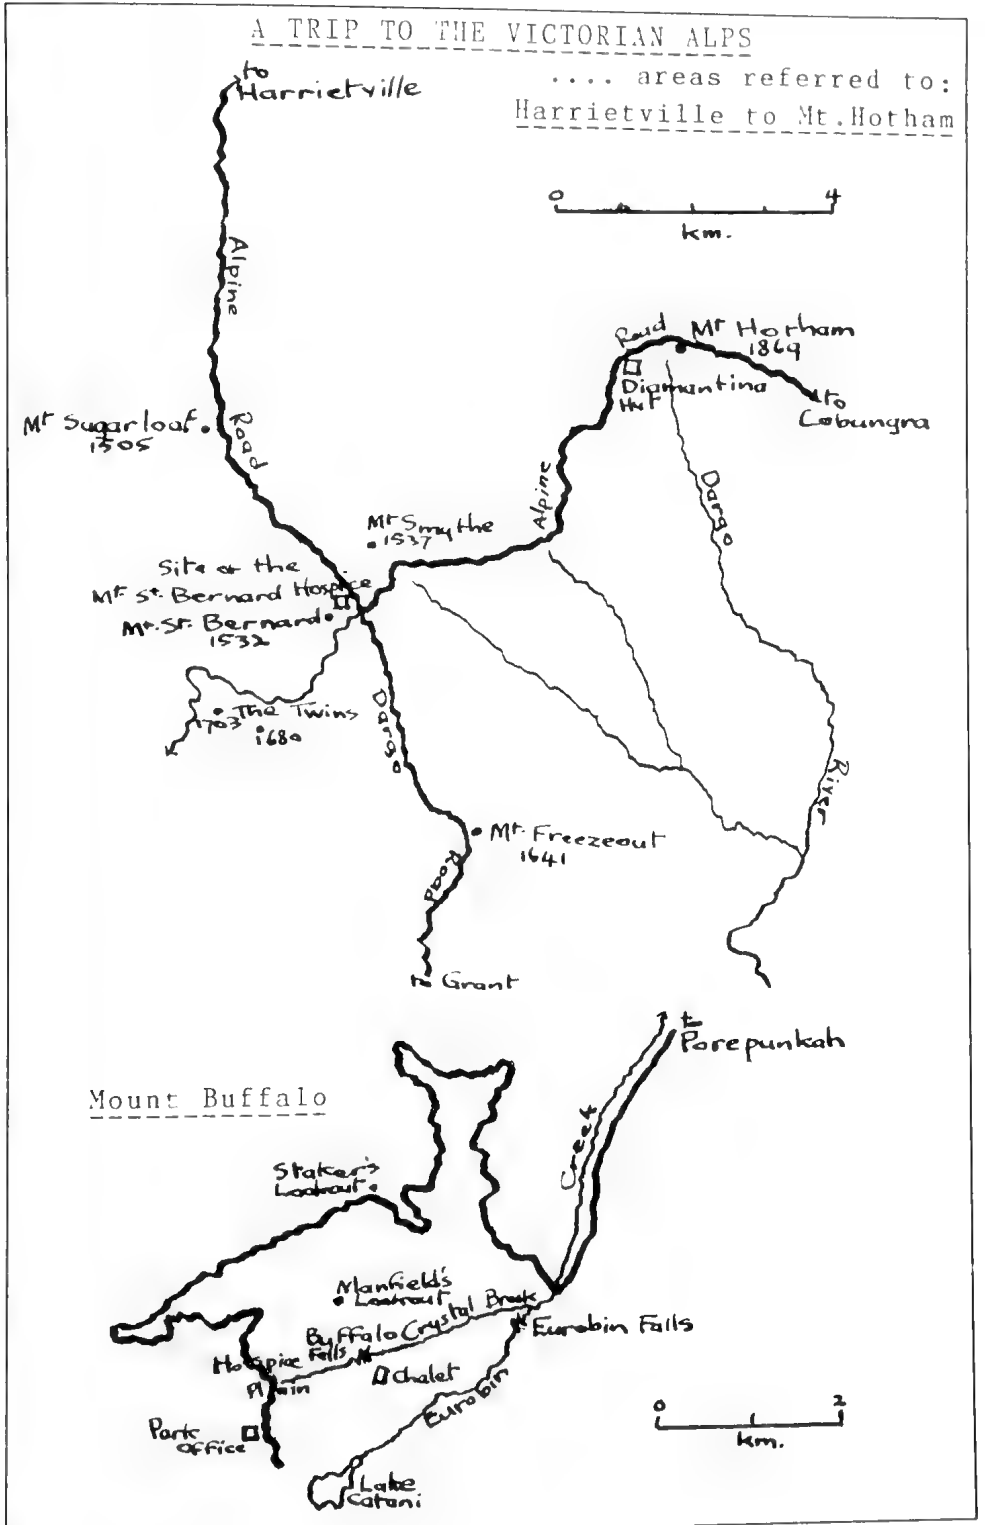 A TRIP TO THE VICTORIAN ALPS
.... areas referred to:
Harrietville to Mt.Hotham
to
Harrietville
0 4
km.
Alpine
Road
Mt Sugarloaf
1505
Road
Mt Hotham
1869
Diamantina
Hut
to
Cobungra
Alpine
Dargo
River
Mt Smythe
1537
Site of the
Mt. St. Bernard Hospice
Mt. St. Bernard
1532
The Twins
1703
1680
Dargo
Road
Mt. Freezeout
1641
to Grant
Mount Buffalo
to
Porepunkah
Creek
Staker's
Lookout
Manfield's
Lookout
Crystal Brook
Buffalo
Falls
Eurobin Falls
Hospice
Plain
Chalet
Eurobin
Park
Office
Lake
Catani
0 2
km.